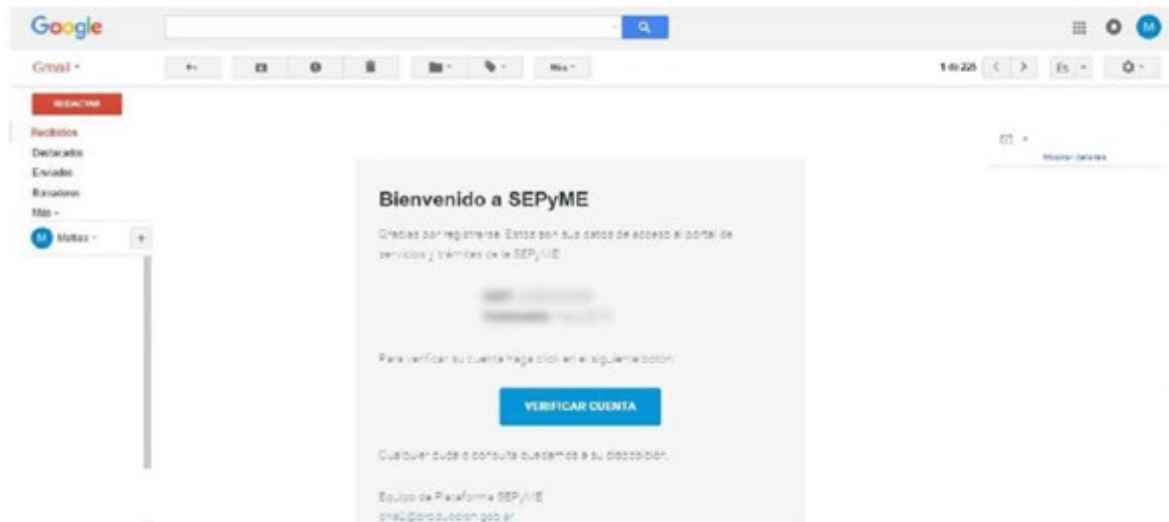 Google
M
Gmail
Más
1 de 225
Es
REDACTAR
Recibidos
Destacados
Enviados
Borradores
Más
M Matias +
Mostrar detalles
Bienvenido a SEPyME
Gracias por registrarse. Estos son sus datos de acceso al portal de
servicios y trámites de la SEPyME:
Para verificar su cuenta haga click en el siguiente botón:
VERIFICAR CUENTA
Cualquier duda o consulta quedamos a su disposición.
Equipo de Plataforma SEPyME